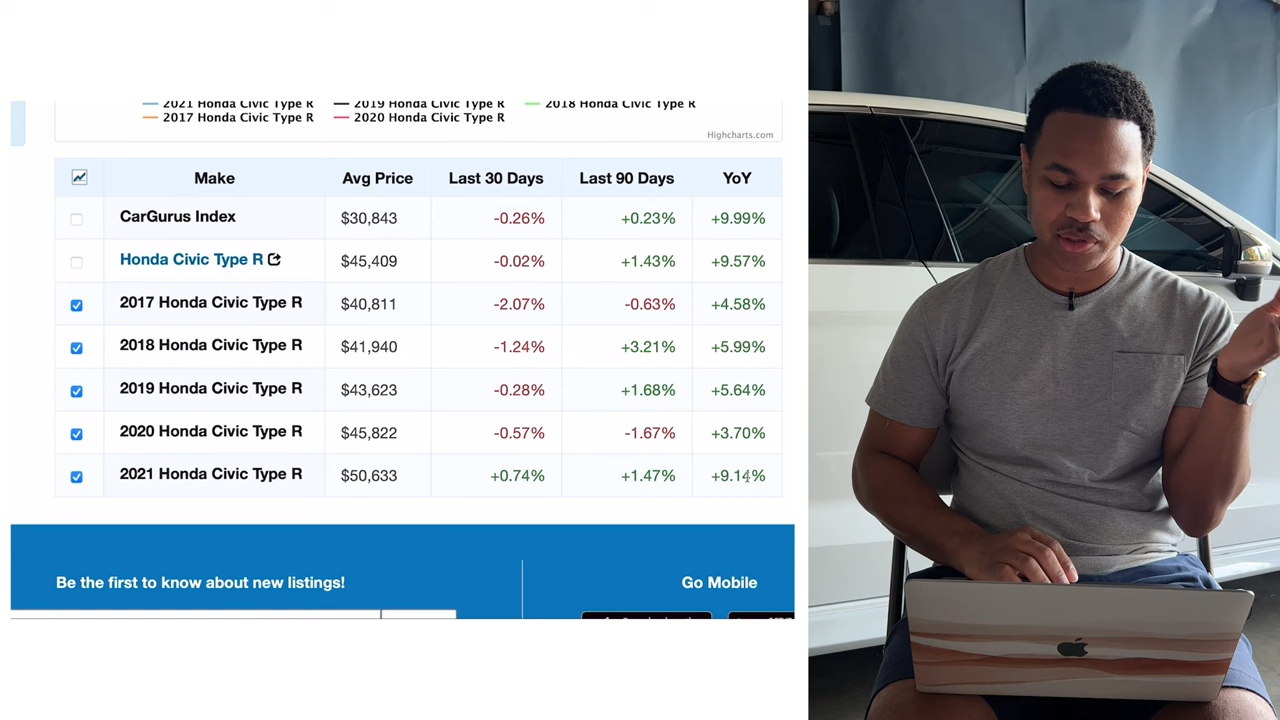 2021 Honda Civic Type R 2019 Honda Civic Type R 2018 Honda Civic Type R
2017 Honda Civic Type R 2020 Honda Civic Type R
Highcharts.com
Make Avg Price Last 30 Days Last 90 Days YoY
CarGurus Index $30,843 -0.26% +0.23% +9.99%
Honda Civic Type R $45,409 -0.02% +1.43% +9.57%
2017 Honda Civic Type R $40,811 -2.07% -0.63% +4.58%
2018 Honda Civic Type R $41,940 -1.24% +3.21% +5.99%
2019 Honda Civic Type R $43,623 -0.28% +1.68% +5.64%
2020 Honda Civic Type R $45,822 -0.57% -1.67% +3.70%
2021 Honda Civic Type R $50,633 +0.74% +1.47% +9.14%
Be the first to know about new listings! Go Mobile